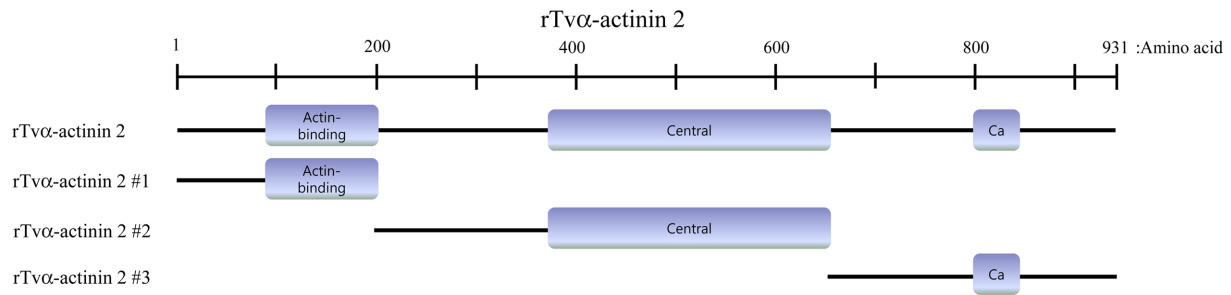 rTvα-actinin 2
1 200 400 600 800 931 :Amino acid
rTvα-actinin 2
Actin-
binding
Central
Ca
rTvα-actinin 2 #1
Actin-
binding
rTvα-actinin 2 #2
Central
rTvα-actinin 2 #3
Ca